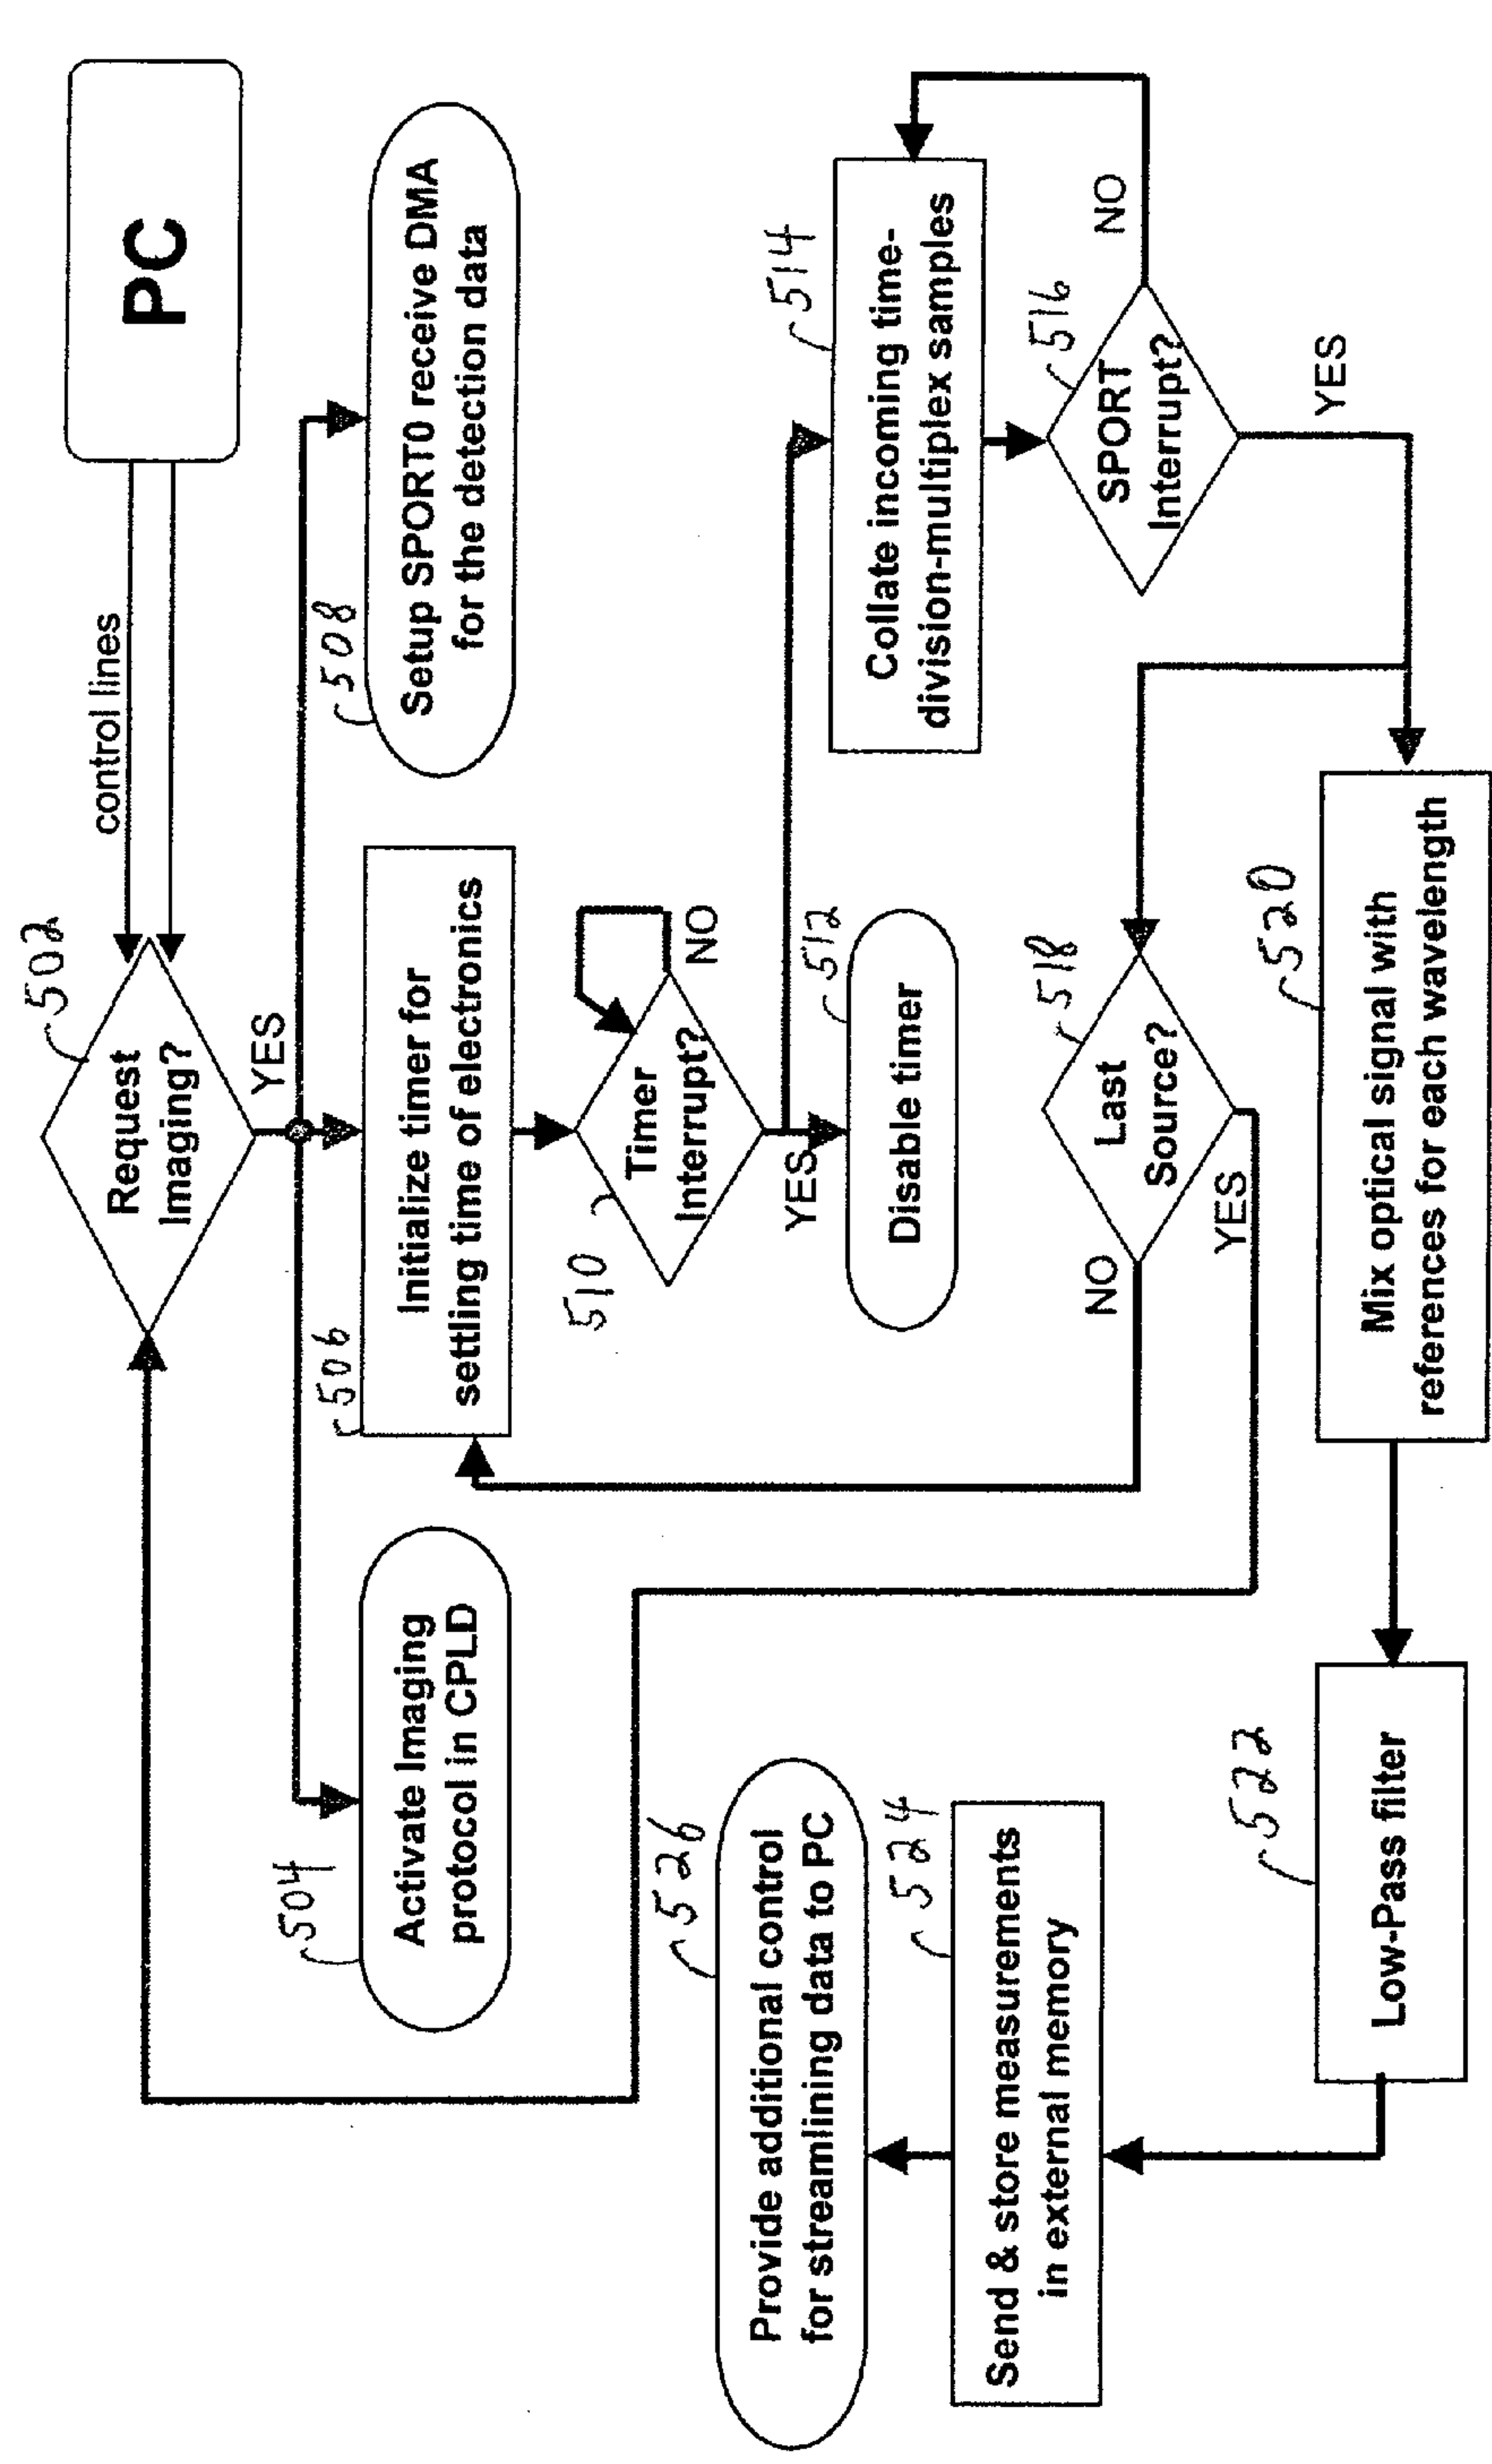 PC
control lines
502
Request
Imaging?
YES
504
Activate Imaging
protocol in CPLD
506
Initialize timer for
settling time of electronics
508
Setup SPORT0 receive DMA
for the detection data
510
Timer
Interrupt?
NO
YES
512
Disable timer
514
Collate incoming time-
division-multiplex samples
516
SPORT
Interrupt?
NO
YES
518
Last
Source?
NO
YES
520
Mix optical signal with
references for each wavelength
522
Low-Pass filter
524
Send & store measurements
in external memory
526
Provide additional control
for streamlining data to PC